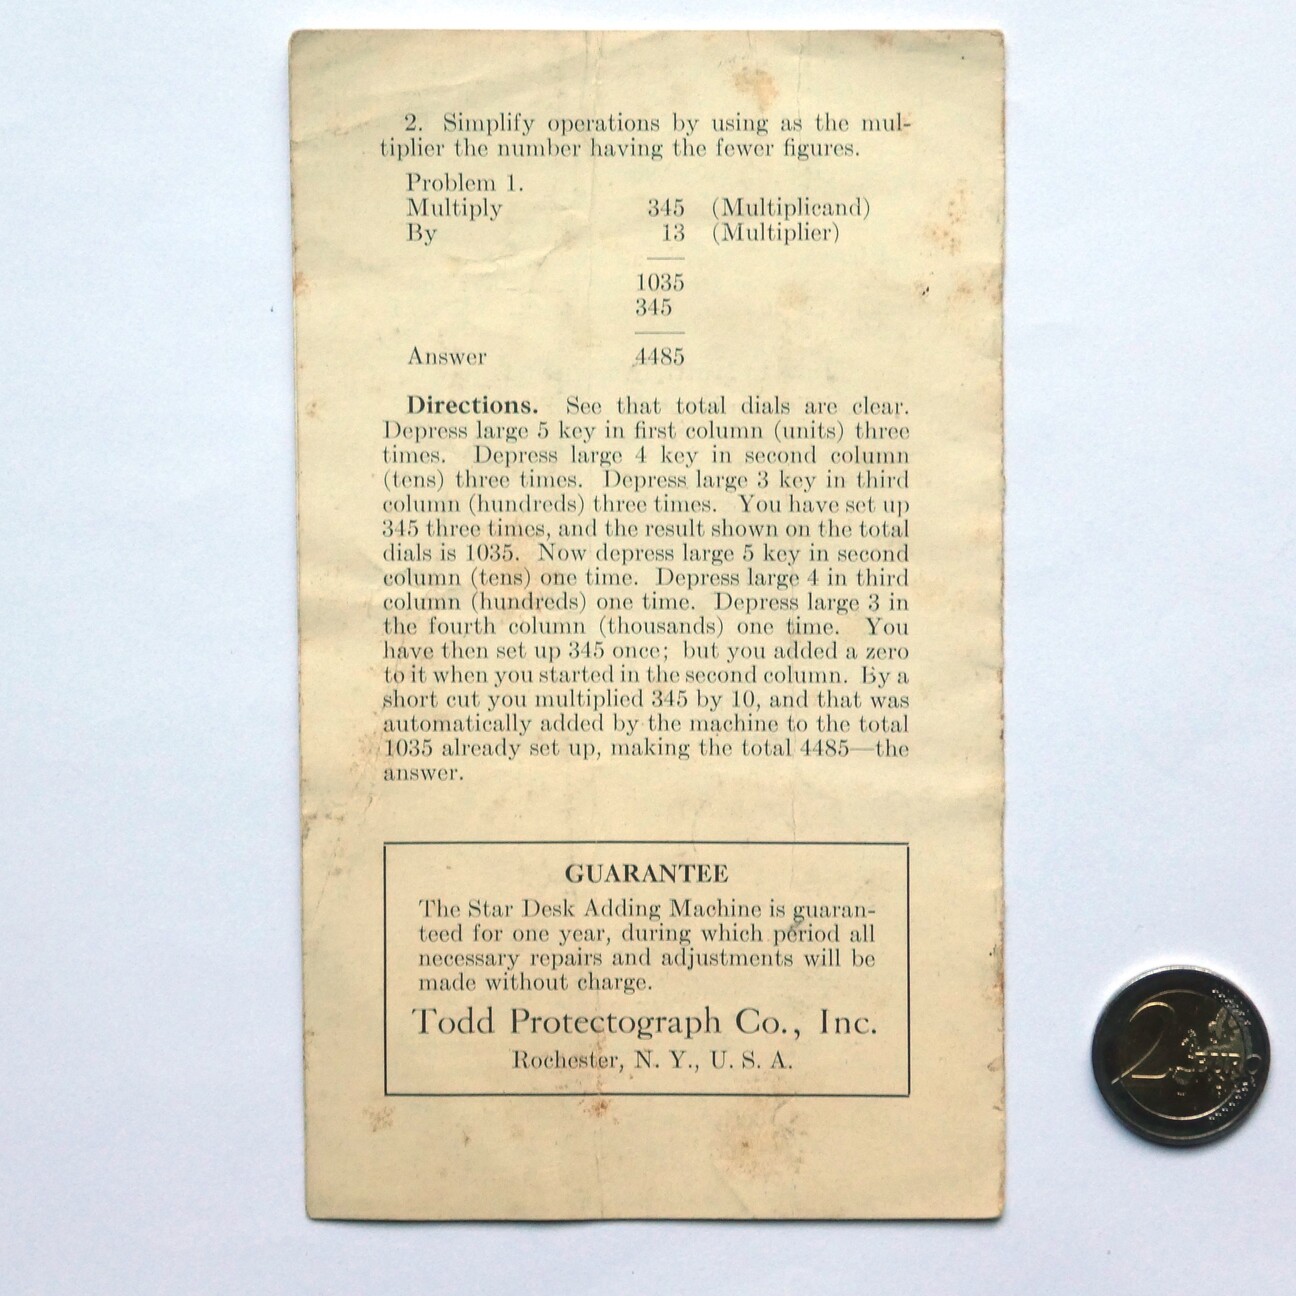 2. Simplify operations by using as the mul-
tiplier the number having the fewer figures.
Problem 1.
Multiply 345 (Multiplicand)
By 13 (Multiplier)
1035
345
Answer 4485
Directions. See that total dials are clear.
Depress large 5 key in first column (units) three
times. Depress large 4 key in second column
(tens) three times. Depress large 3 key in third
column (hundreds) three times. You have set up
345 three times, and the result shown on the total
dials is 1035. Now depress large 5 key in second
column (tens) one time. Depress large 4 in third
column (hundreds) one time. Depress large 3 in
the fourth column (thousands) one time. You
have then set up 345 once; but you added a zero
to it when you started in the second column. By a
short cut you multiplied 345 by 10, and that was
automatically added by the machine to the total
1035 already set up, making the total 4485—the
answer.
GUARANTEE
The Star Desk Adding Machine is guaran-
teed for one year, during which period all
necessary repairs and adjustments will be
made without charge.
Todd Protectograph Co., Inc.
Rochester, N. Y., U. S. A.
2 EURO